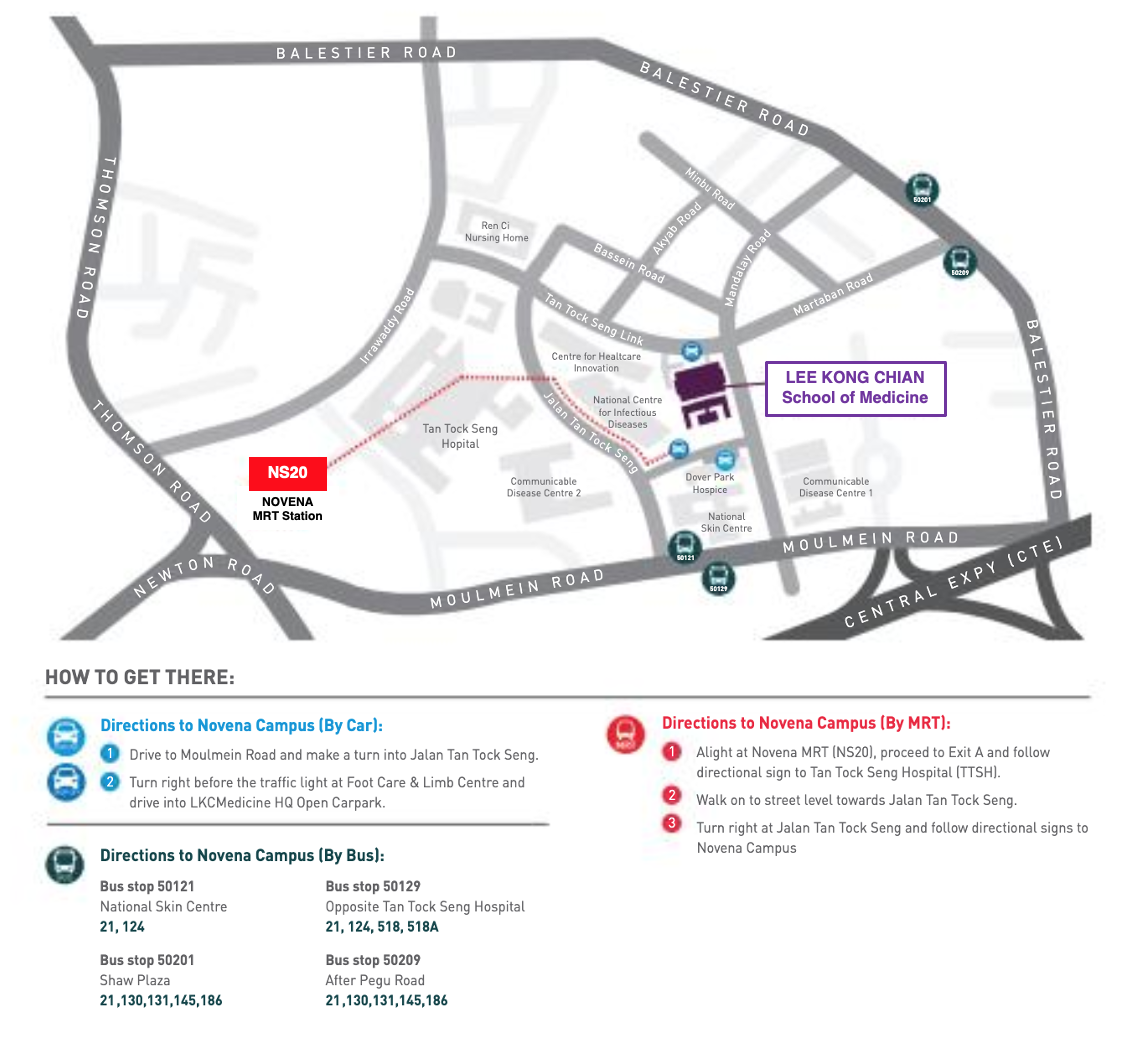 BALESTIER ROAD
BALESTIER ROAD
THOMSON ROAD
50201
Minbu Road
Akyab Road
Ren Ci
Nursing Home
Bassein Road
Mandalay Road
50209
Martaban Road
Irrawaddy Road
Tan Tock Seng Link
BALESTIER ROAD
Centre for Healtcare
Innovation
LEE KONG CHIAN
School of Medicine
National Centre
for Infectious
Diseases
Jalan Tan Tock Seng
THOMSON ROAD
Tan Tock Seng
Hopital
NS20
NOVENA
MRT Station
Communicable
Disease Centre 2
Dover Park
Hospice
Communicable
Disease Centre 1
National
Skin Centre
50121
MOULMEIN ROAD
NEWTON ROAD
MOULMEIN ROAD
50129
CENTRAL EXPY (CTE)
HOW TO GET THERE:
Directions to Novena Campus (By Car):
1 Drive to Moulmein Road and make a turn into Jalan Tan Tock Seng.
2 Turn right before the traffic light at Foot Care & Limb Centre and
drive into LKCMedicine HQ Open Carpark.
Directions to Novena Campus (By Bus):
Bus stop 50121
National Skin Centre
21, 124
Bus stop 50129
Opposite Tan Tock Seng Hospital
21, 124, 518, 518A
Bus stop 50201
Shaw Plaza
21,130,131,145,186
Bus stop 50209
After Pegu Road
21,130,131,145,186
MRT
Directions to Novena Campus (By MRT):
1 Alight at Novena MRT (NS20), proceed to Exit A and follow
directional sign to Tan Tock Seng Hospital (TTSH).
2 Walk on to street level towards Jalan Tan Tock Seng.
3 Turn right at Jalan Tan Tock Seng and follow directional signs to
Novena Campus